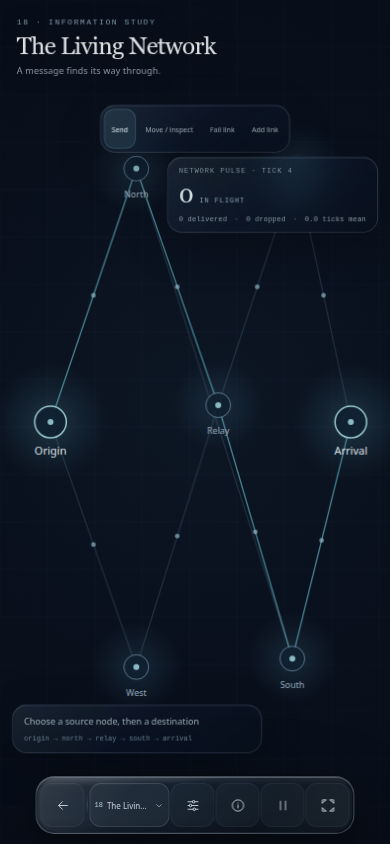 18 · INFORMATION STUDY
The Living Network
A message finds its way through.
Send Move / inspect Fail link Add link
NETWORK PULSE · TICK 4
0 IN FLIGHT
0 delivered · 0 dropped · 0.0 ticks mean
North
Relay
Origin
Arrival
South
West
Choose a source node, then a destination
origin → north → relay → south → arrival
18 The Livin...